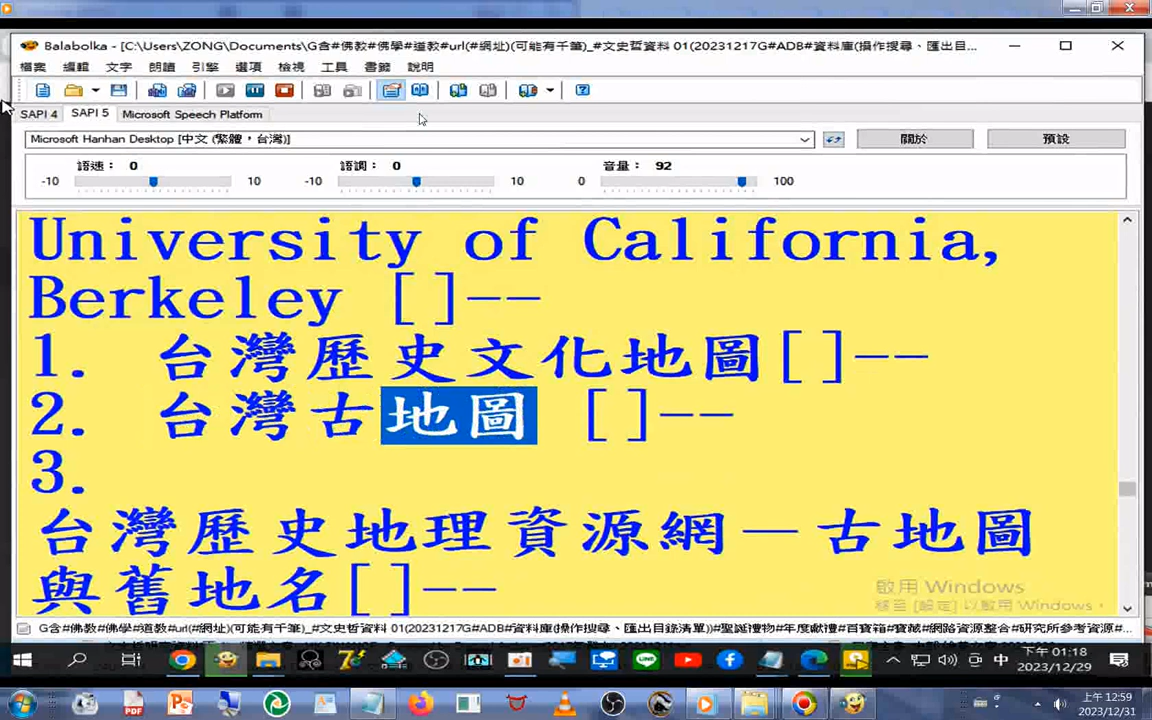 Balabolka - [C:\Users\ZONG\Documents\G含#佛教#佛學#道教#url(#網址)(可能有千筆)_#文史哲資料 01(20231217G#ADB#資料庫(操作搜尋、匯出目...
檔案 編輯 文字 朗讀 引擎 選項 檢視 工具 書籤 說明
SAPI 4 SAPI 5 Microsoft Speech Platform
Microsoft Hanhan Desktop [中文 (繁體，台灣)] 關於 預設
語速： 0 語調： 0 音量： 92
-10 10 -10 10 0 100
University of California,
Berkeley []--
1. 台灣歷史文化地圖[]--
2. 台灣古地圖 []--
3.
台灣歷史地理資源網—古地圖
與舊地名[]--
啟用 Windows
移至 [設定] 以啟用 Windows。
G含#佛教#佛學#道教#url(#網址)(可能有千筆)_#文史哲資料 01(20231217G#ADB#資料庫(操作搜尋、匯出目錄清單))#聖誕禮物#年度獻禮#百寶箱#寶藏#網路資源整合#研究所參考資源#...
中 下午 01:18
2023/12/29
上午 12:59
2023/12/31